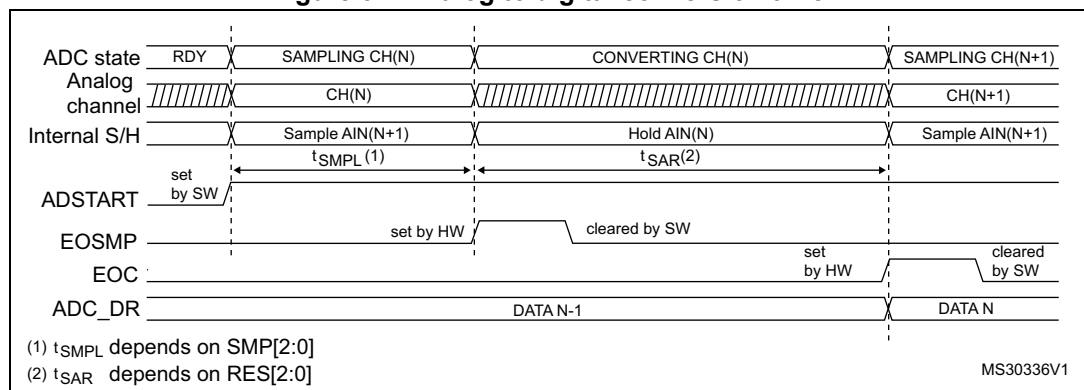 ADC state RDY SAMPLING CH(N) CONVERTING CH(N) SAMPLING CH(N+1)
Analog
channel CH(N) CH(N+1)
Internal S/H Sample AIN(N+1) Hold AIN(N) Sample AIN(N+1)
tSMPL(1) tSAR(2)
set
by SW
ADSTART
set by HW cleared by SW
EOSMP
set
by HW
cleared
by SW
EOC
ADC_DR DATA N-1 DATA N
(1) tSMPL depends on SMP[2:0]
(2) tSAR depends on RES[2:0]
MS30336V1